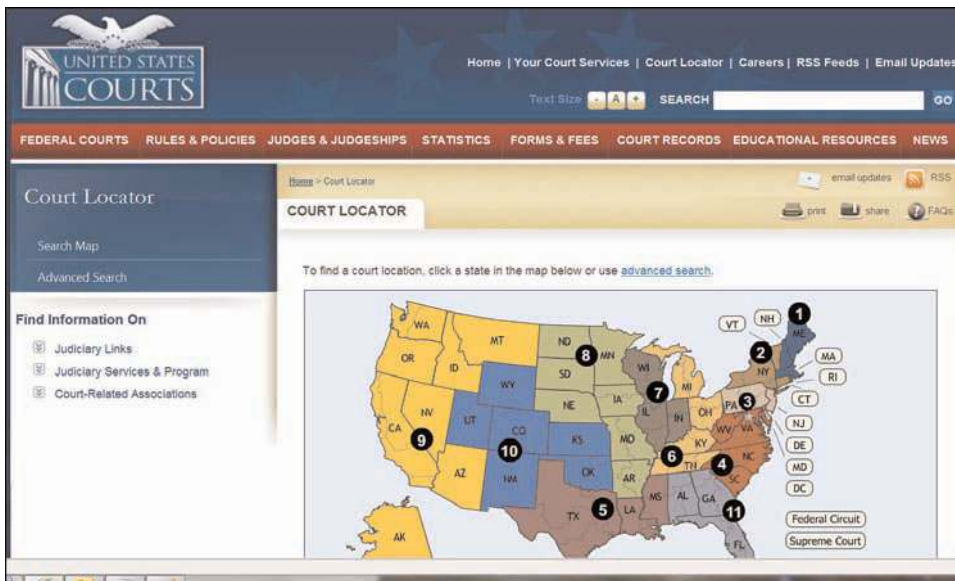 UNITED STATES
COURTS
Home | Your Court Services | Court Locator | Careers | RSS Feeds | Email Updates
Text Size - A + SEARCH GO
FEDERAL COURTS RULES & POLICIES JUDGES & JUDGESHIPS STATISTICS FORMS & FEES COURT RECORDS EDUCATIONAL RESOURCES NEWS
Court Locator
Search Map
Advanced Search
Find Information On
Judiciary Links
Judiciary Services & Program
Court-Related Associations
Home > Court Locator
email updates RSS
COURT LOCATOR
print share ? FAQs
To find a court location, click a state in the map below or use advanced search.
1
WA
MT
ND
8
MN
VT
NH
ME
OR
ID
SD
WI
2
NY
MA
RI
WY
7
MI
CT
NV
UT
NE
IA
IL
IN
OH
PA
3
NJ
CA
9
CO
10
KS
MO
WV
VA
DE
KY
6
MD
AZ
NM
OK
AR
TN
4
NC
DC
SC
TX
5
LA
MS
AL
GA
11
Federal Circuit
AK
FL
Supreme Court